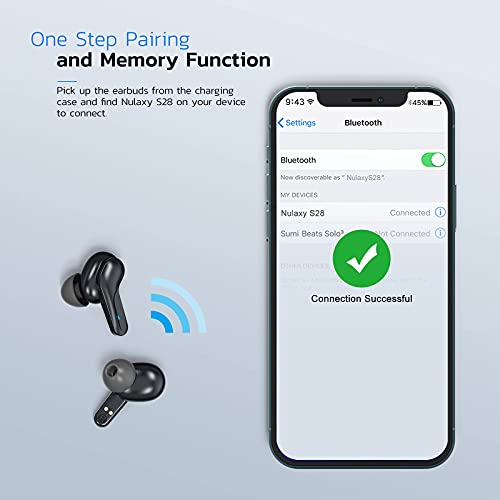 One Step Pairing
and Memory Function
Pick up the earbuds from the charging
case and find Nulaxy S28 on your device
to connect.
9:43
45%
Settings
Bluetooth
Bluetooth
Now discoverable as "NulaxyS28".
MY DEVICES
Nulaxy S28 Connected
Sumi Beats Solo³ Not Connected
OTHER DEVICES
Connection Successful